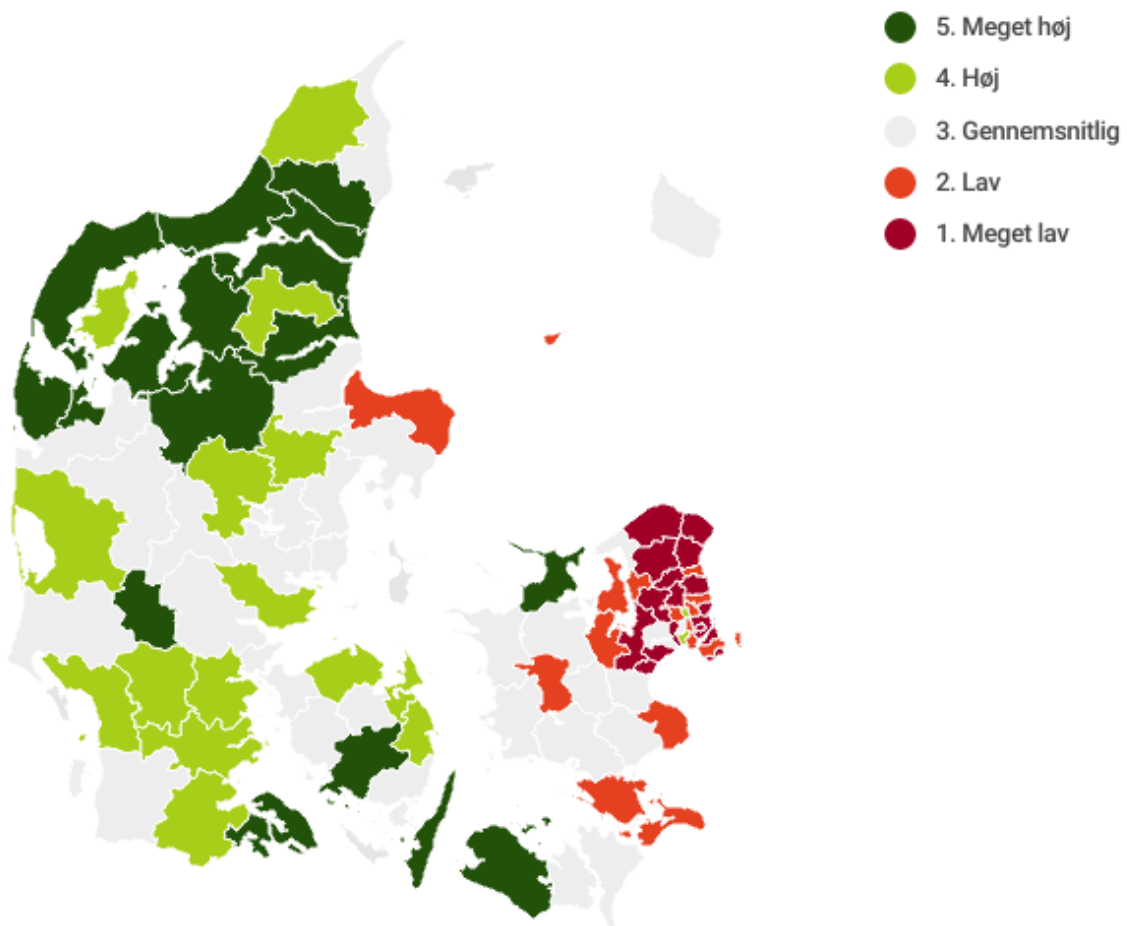 5. Meget høj
4. Høj
3. Gennemsnitlig
2. Lav
1. Meget lav